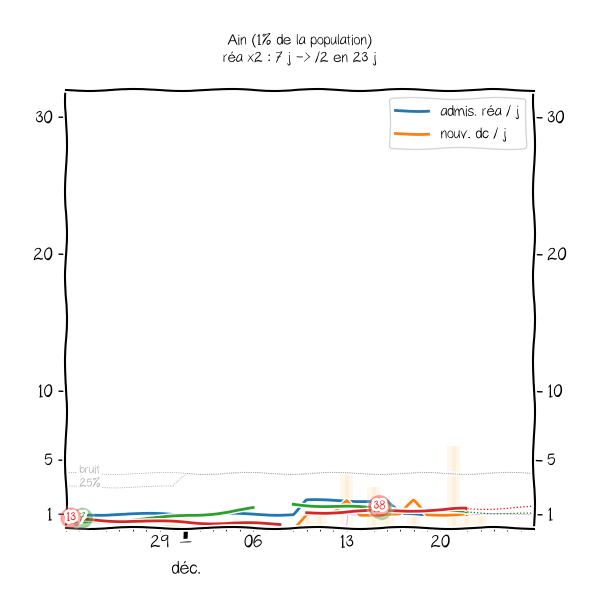 Ain (1% de la population)
réa x2 : 7 j -> /2 en 23 j
admis. réa / j
nouv. dc / j
30
30
20
20
10
10
5
5
bruit
25%
1
1
13
38
29
06
13
20
déc.